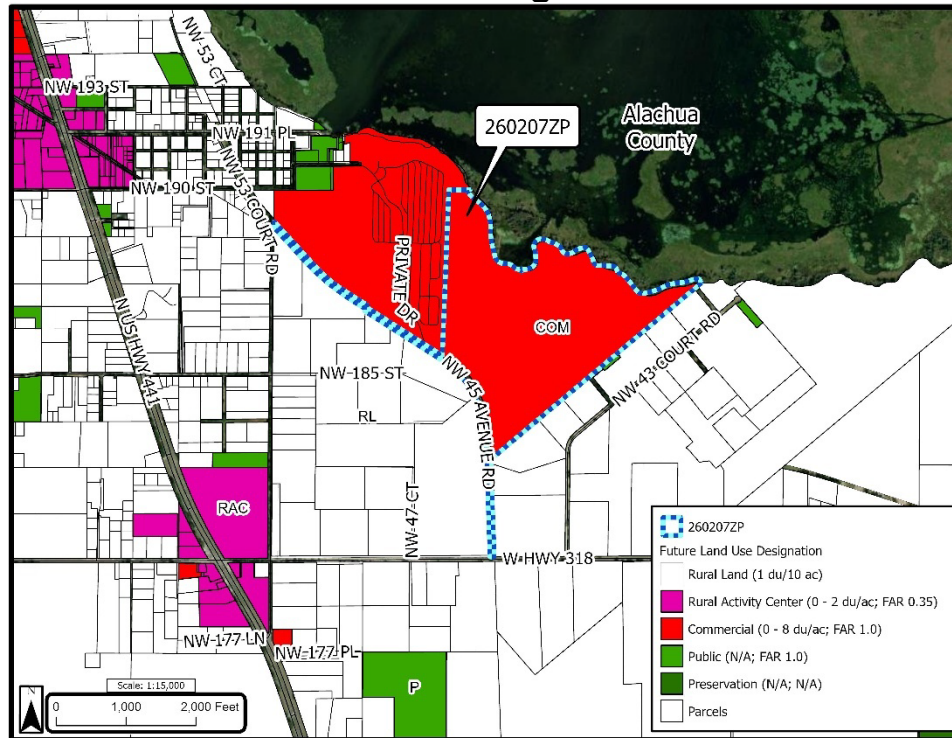 NW 53 CT
NW 193 ST
NW 191 PL
NW 190 ST
NW 53 COURT RD
260207ZP
Alachua
County
PRIVATE DR
COM
N US HWY 441
NW 185 ST
NW 45 AVENUE RD
NW 43 COURT RD
RL
RAC
NW 47 CT
W HWY 318
NW 177 LN
NW 177 PL
P
N
Scale: 1:15,000
0 1,000 2,000 Feet
260207ZP
Future Land Use Designation
Rural Land (1 du/10 ac)
Rural Activity Center (0 - 2 du/ac; FAR 0.35)
Commercial (0 - 8 du/ac; FAR 1.0)
Public (N/A; FAR 1.0)
Preservation (N/A; N/A)
Parcels